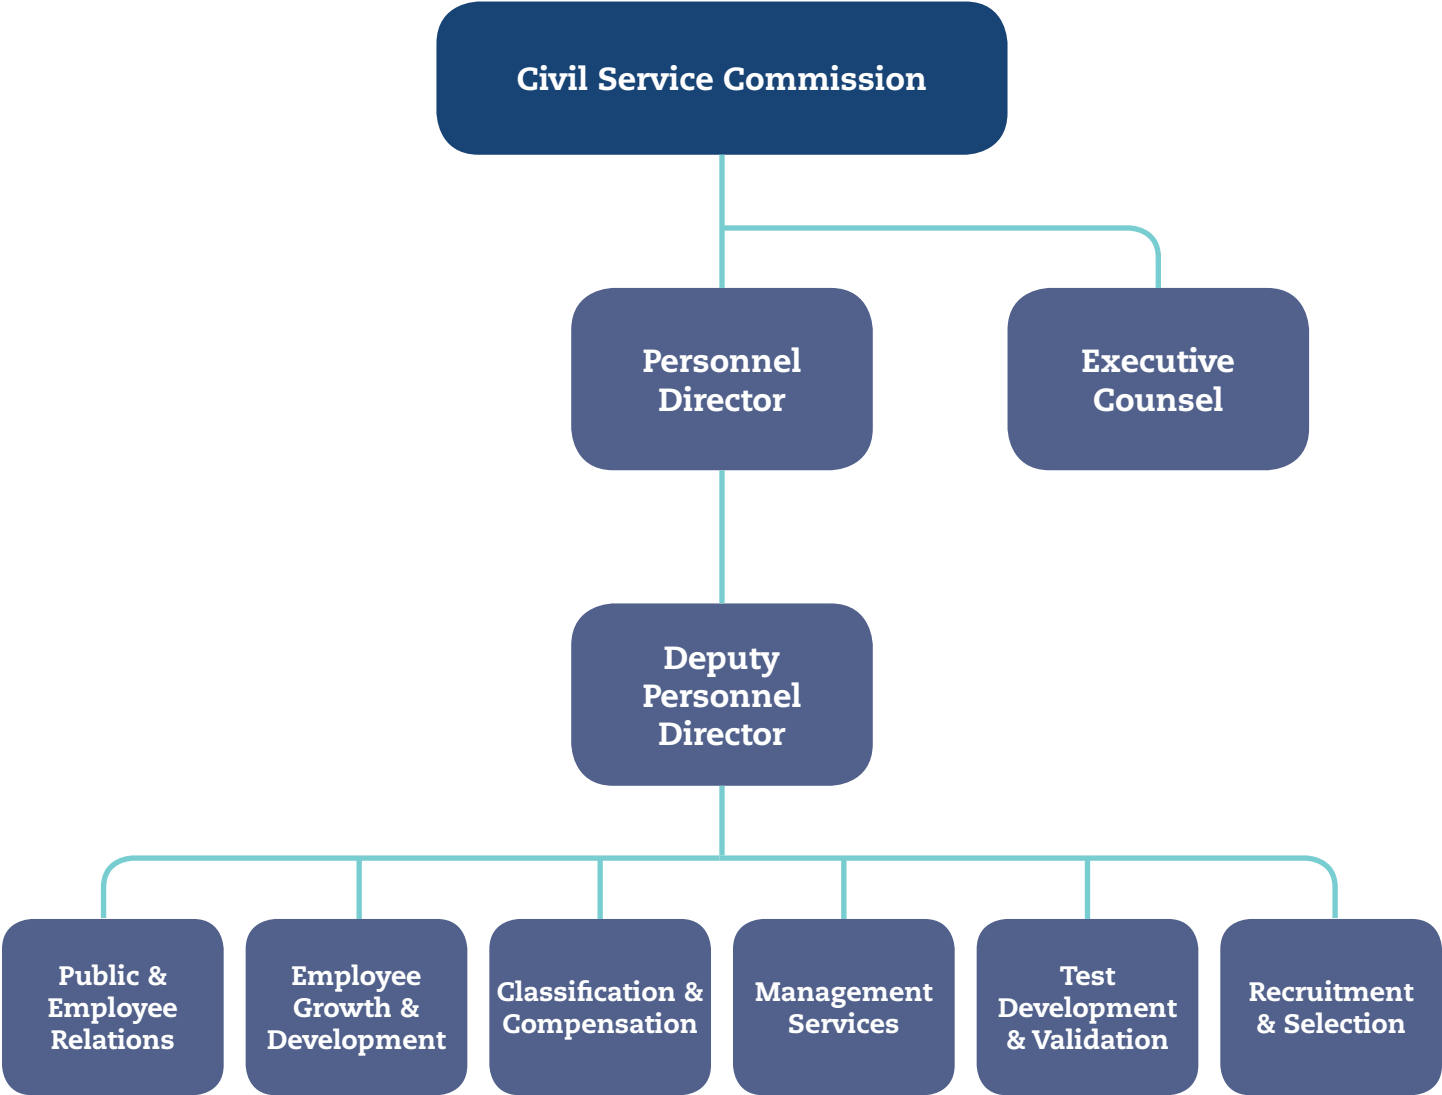 Civil Service Commission
Personnel
Director
Executive
Counsel
Deputy
Personnel
Director
Public &
Employee
Relations
Employee
Growth &
Development
Classification &
Compensation
Management
Services
Test
Development
& Validation
Recruitment
& Selection